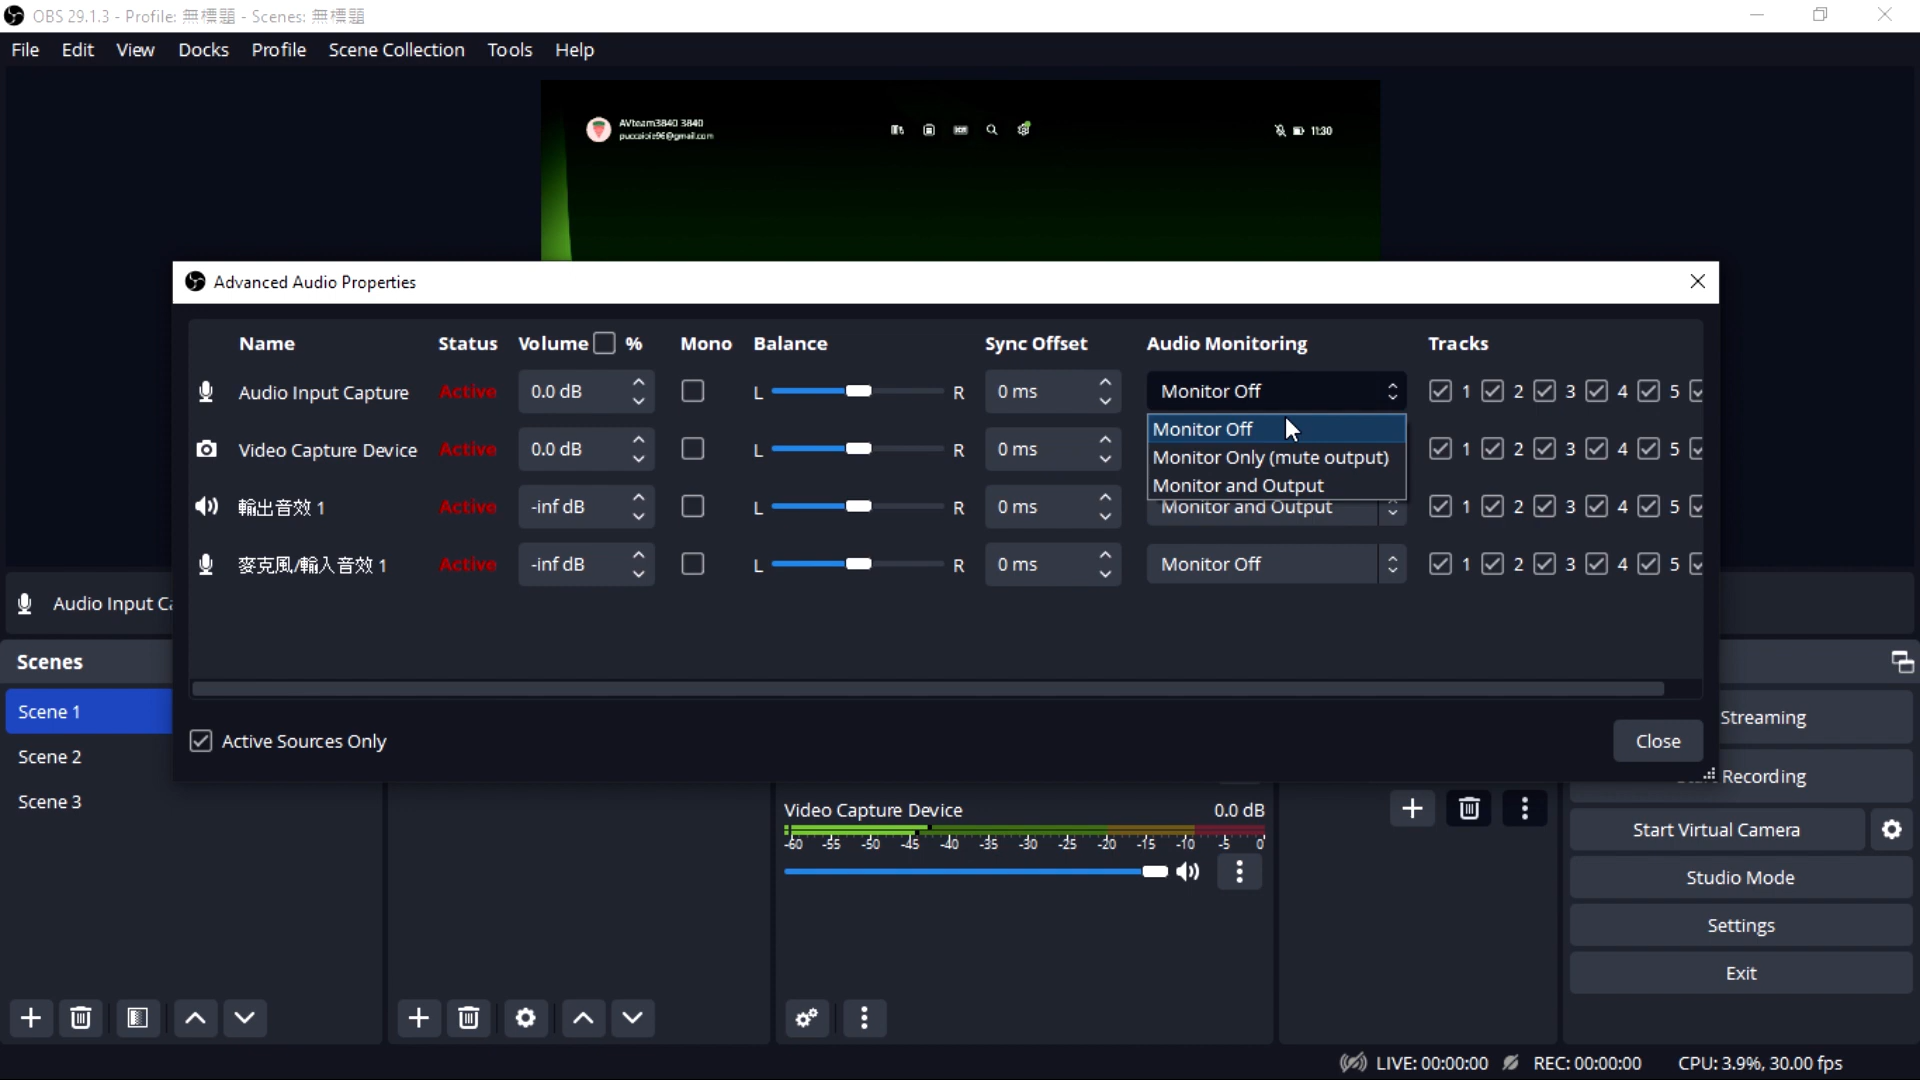 OBS 29.1.3 - Profile: 無標題 - Scenes: 無標題
File Edit View Docks Profile Scene Collection Tools Help
AVteam3840 3840
11:30
Advanced Audio Properties
Name Status Volume % Mono Balance Sync Offset Audio Monitoring Tracks
Audio Input Capture Active 0.0 dB L R 0 ms Monitor Off 1 2 3 4 5
Monitor Off
Video Capture Device Active 0.0 dB L R 0 ms 1 2 3 4 5
Monitor Only (mute output)
Monitor and Output
輸出音效 1 Active -inf dB L R 0 ms Monitor and Output 1 2 3 4 5
麥克風/輸入音效 1 Active -inf dB L R 0 ms Monitor Off 1 2 3 4 5
Audio Input Ca
Scenes
Scene 1
Scene 2
Scene 3
Active Sources Only
Close
Streaming
Recording
Video Capture Device 0.0 dB
-60 -55 -50 -45 -40 -35 -30 -25 -20 -15 -10 -5 0
Start Virtual Camera
Studio Mode
Settings
Exit
LIVE: 00:00:00 REC: 00:00:00 CPU: 3.9%, 30.00 fps